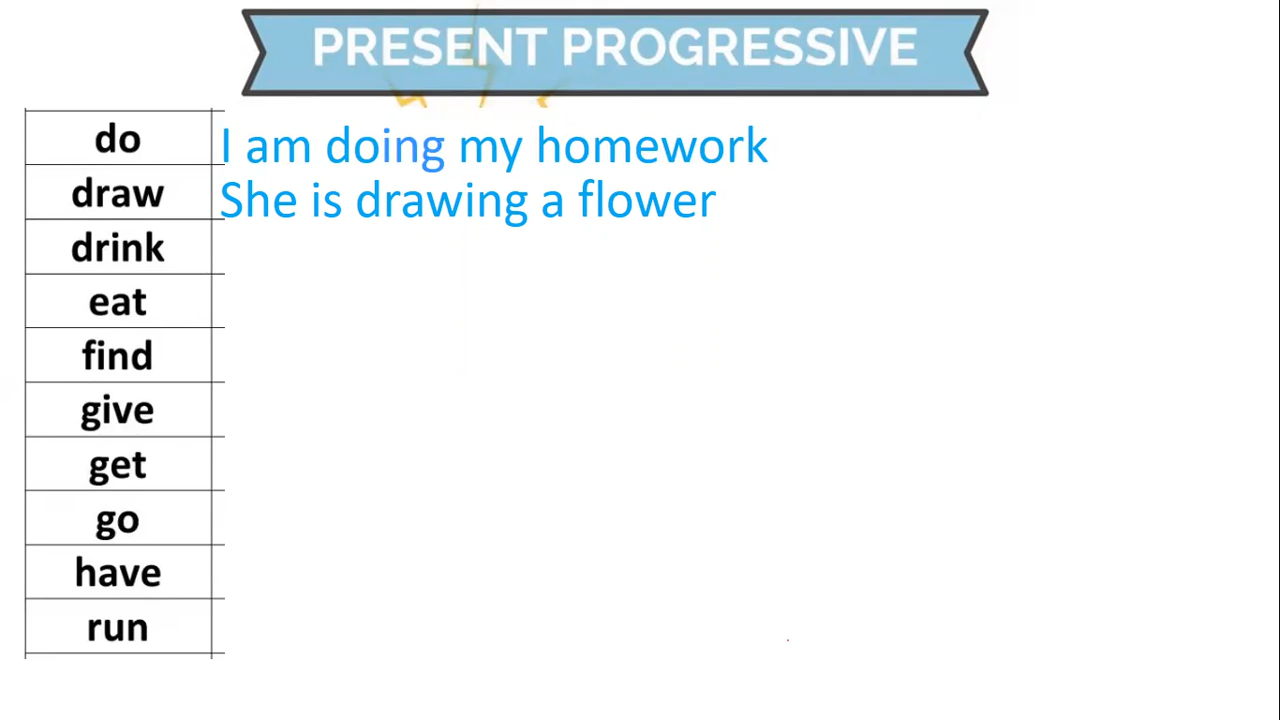 PRESENT PROGRESSIVE
do I am doing my homework
draw She is drawing a flower
drink
eat
find
give
get
go
have
run